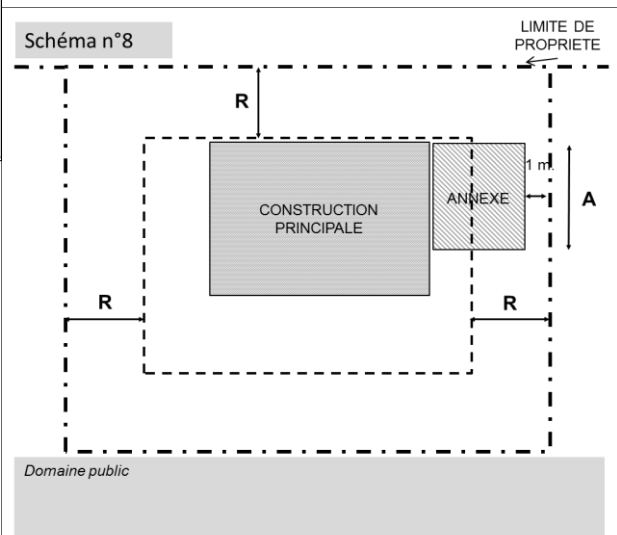 Schéma n°8
LIMITE DE
PROPRIETE
R
1 m.
A
ANNEXE
CONSTRUCTION
PRINCIPALE
R
R
Domaine public